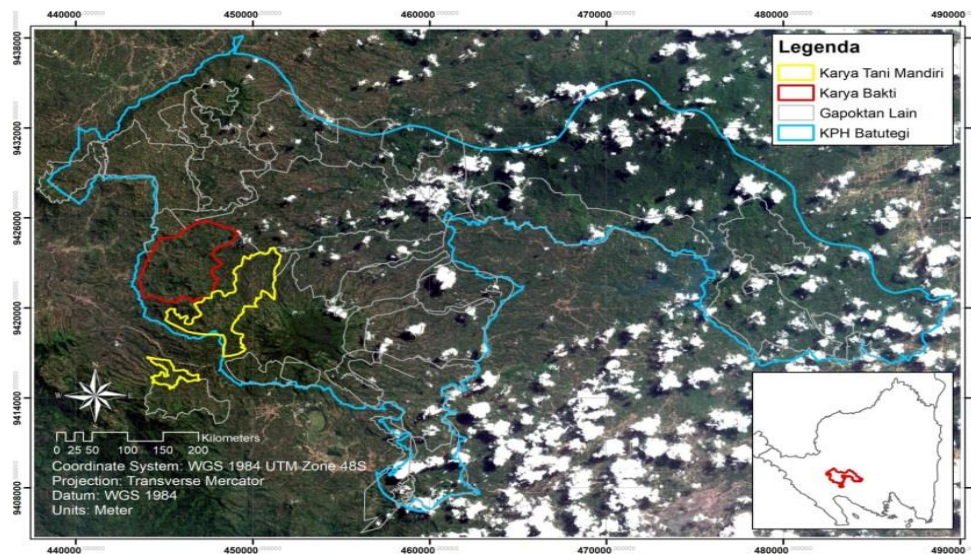 440000 450000 460000 470000 480000 490000
9438000
9432000
9426000
9420000
9414000
9408000
Legenda
Karya Tani Mandiri
Karya Bakti
Gapoktan Lain
KPH Batutegi
Kilometers
0 25 50 100 150 200
Coordinate System: WGS 1984 UTM Zone 48S
Projection: Transverse Mercator
Datum: WGS 1984
Units: Meter
440000 450000 460000 470000 480000 490000